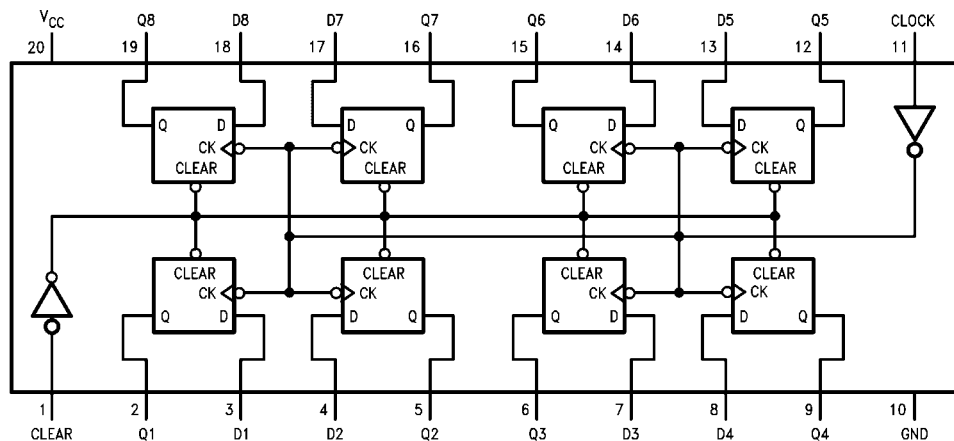 VCC Q8 D8 D7 Q7 Q6 D6 D5 Q5 CLOCK
20 19 18 17 16 15 14 13 12 11
Q D D Q Q D D Q
CK CK CK CK
CLEAR CLEAR CLEAR CLEAR
CLEAR CLEAR CLEAR CLEAR
CK CK CK CK
Q D D Q Q D D Q
1 2 3 4 5 6 7 8 9 10
CLEAR Q1 D1 D2 Q2 Q3 D3 D4 Q4 GND